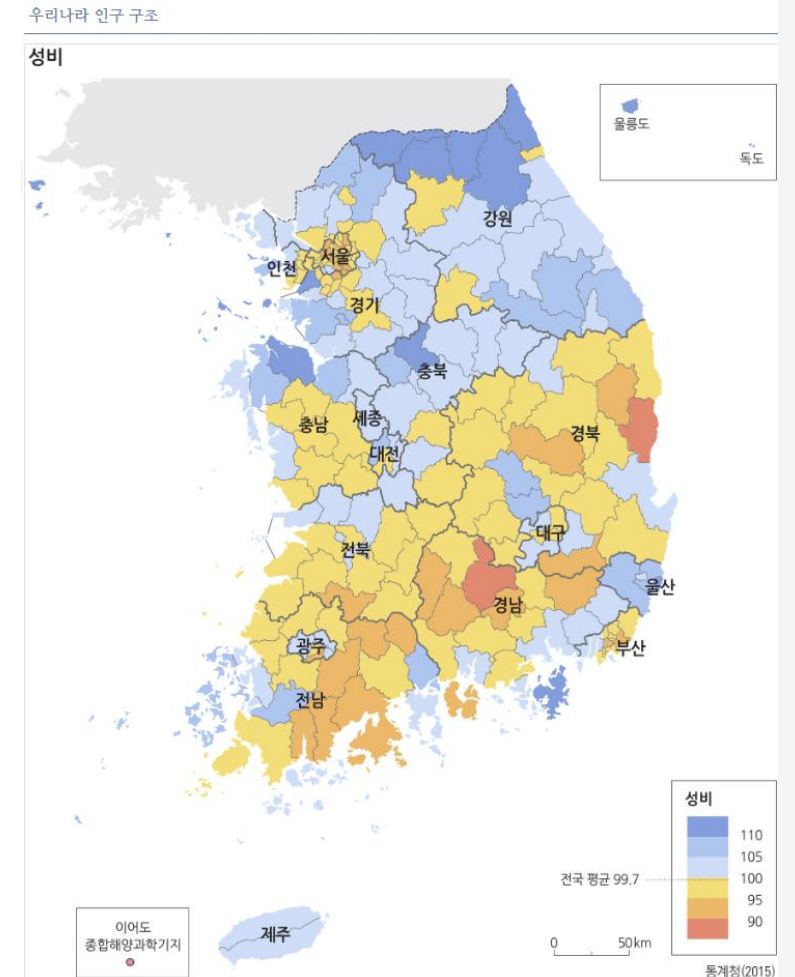 우리나라 인구 구조
성비
울릉도
독도
강원
인천
서울
경기
충북
충남
세종
대전
경북
대구
전북
울산
경남
광주
부산
전남
제주
이어도
종합해양과학기지
성비
110
105
100
95
90
전국 평균 99.7
0 50km
통계청(2015)